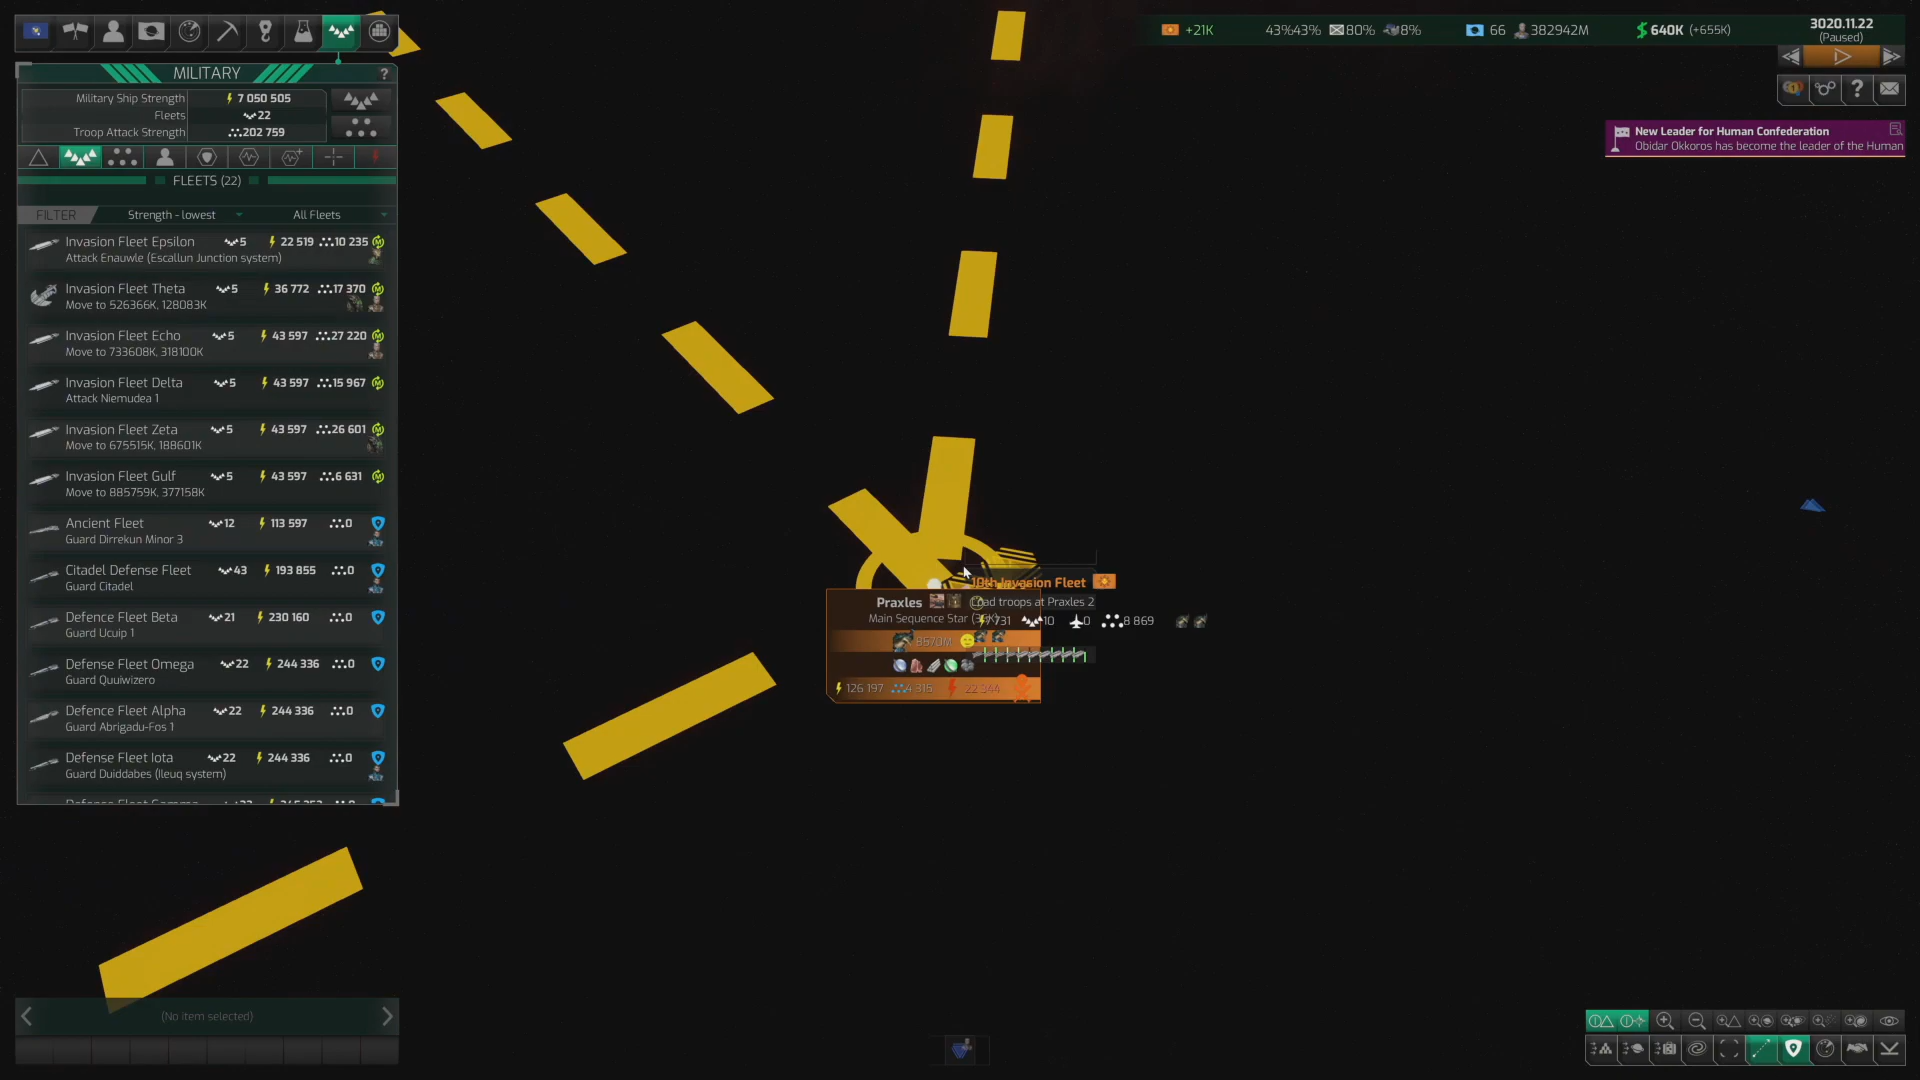 +21K 43%43% 80% 8% 66 382942M 640K (+655K) 3020.11.22
(Paused)
MILITARY ?
Military Ship Strength 7 050 505
Fleets 22
Troop Attack Strength 202 759
FLEETS (22)
FILTER Strength - lowest All Fleets
Invasion Fleet Epsilon 5 22 519 10 235
Attack Enauwle (Escallun Junction system)
Invasion Fleet Theta 5 36 772 17 370
Move to 526366K, 128083K
Invasion Fleet Echo 5 43 597 27 220
Move to 733608K, 318100K
Invasion Fleet Delta 5 43 597 15 967
Attack Niemudea 1
Invasion Fleet Zeta 5 43 597 26 601
Move to 675515K, 188601K
Invasion Fleet Gulf 5 43 597 6 631
Move to 885759K, 377158K
Ancient Fleet 12 113 597 0
Guard Dirrekun Minor 3
Citadel Defense Fleet 43 193 855 0
Guard Citadel
Defence Fleet Beta 21 230 160 0
Guard Ucuip 1
Defense Fleet Omega 22 244 336 0
Guard Quuiwizero
Defence Fleet Alpha 22 244 336 0
Guard Abrigadu-Fos 1
Defense Fleet Iota 22 244 336 0
Guard Duiddabes (Ileuq system)
(No item selected)
New Leader for Human Confederation
Obidar Okkoros has become the leader of the Human
10th Invasion Fleet
Load troops at Praxles 2
731 10 0 8 869
Praxles
Main Sequence Star
8570M
126 197 4 315 22 344